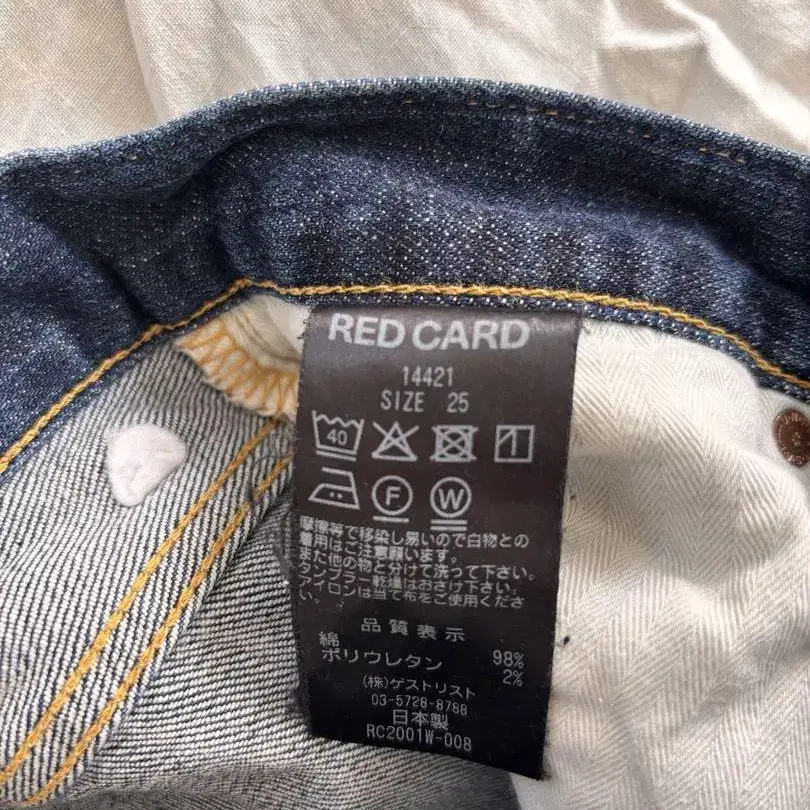 RED CARD
14421
SIZE 25
40
F W
摩擦等で移染し易いので白物との
着用はご注意願います。
また他の物と分けて洗って下さい。
タンブラー乾燥はおさけ下さい。
アイロンは当て布をご使用くださ
い。
品質表示
綿 98%
ポリウレタン 2%
(株)ゲストリスト
03-5728-8788
日本製
RC2001W-008